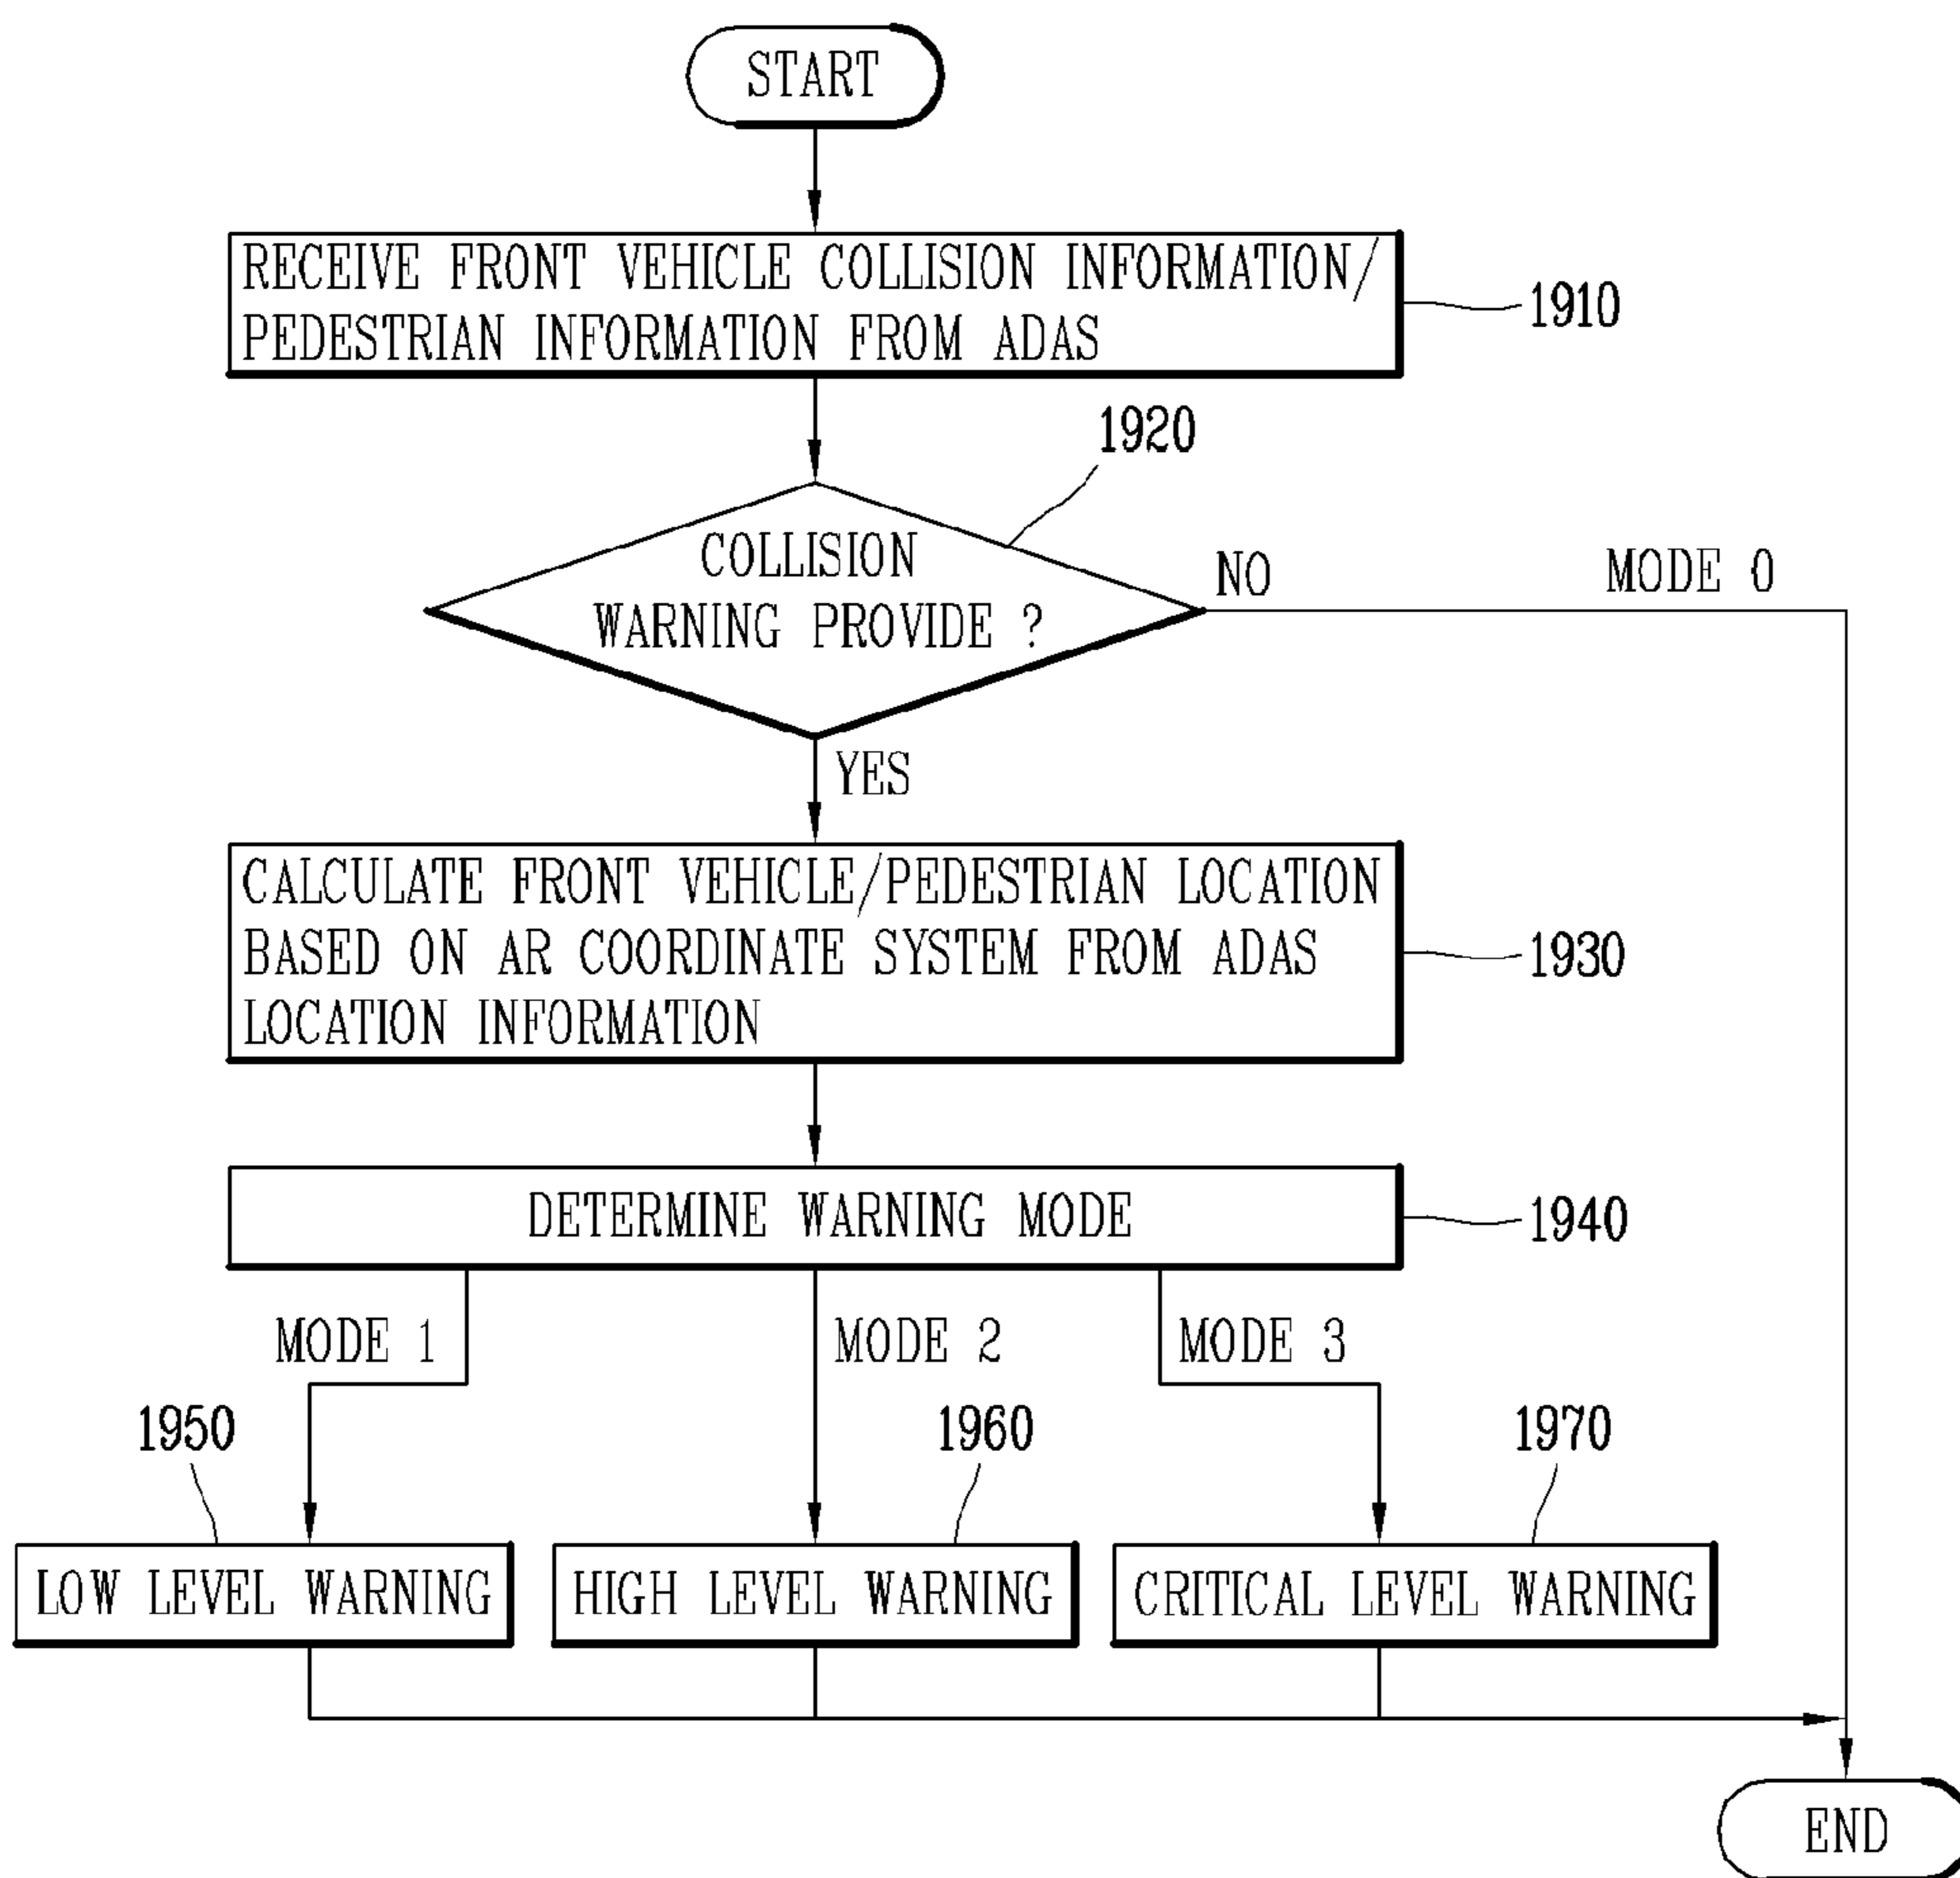 START
RECEIVE FRONT VEHICLE COLLISION INFORMATION/
PEDESTRIAN INFORMATION FROM ADAS
1910
1920
COLLISION
WARNING PROVIDE ?
NO
MODE 0
YES
CALCULATE FRONT VEHICLE/PEDESTRIAN LOCATION
BASED ON AR COORDINATE SYSTEM FROM ADAS
LOCATION INFORMATION
1930
DETERMINE WARNING MODE
1940
MODE 1
MODE 2
MODE 3
1950
1960
1970
LOW LEVEL WARNING
HIGH LEVEL WARNING
CRITICAL LEVEL WARNING
END